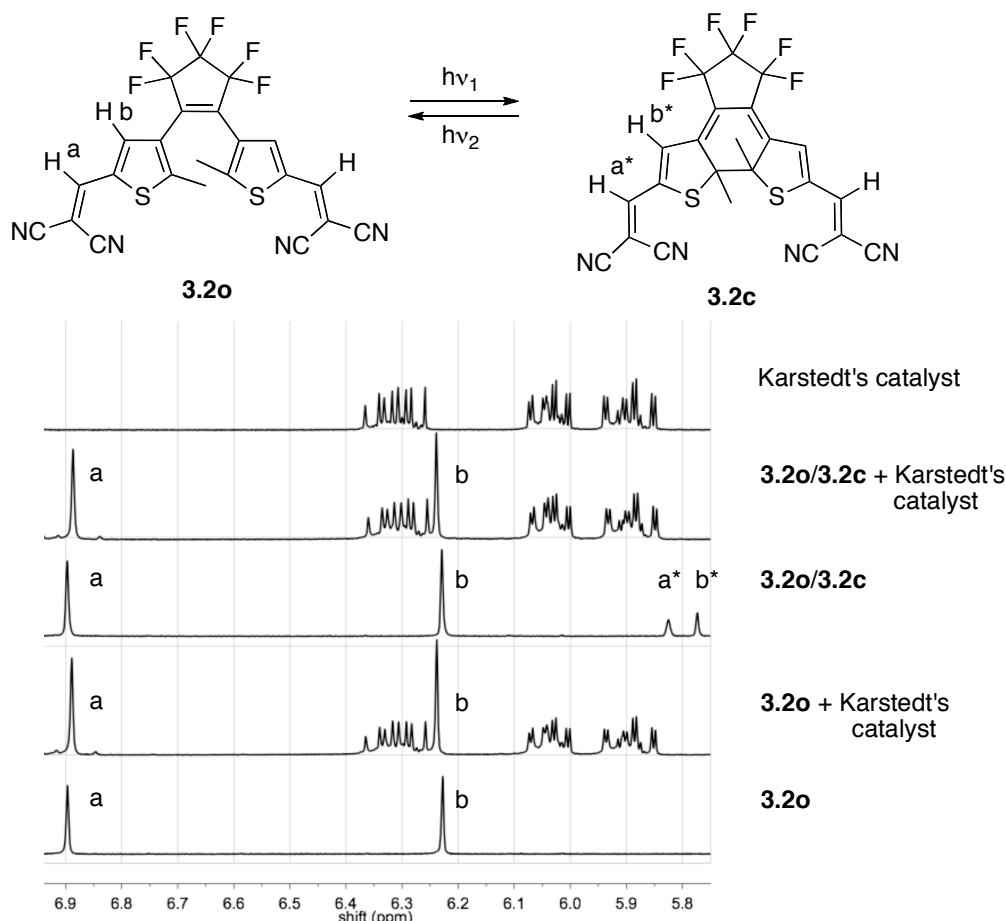 F F F F
F F F F
F F F F
hν1
hν2
H b
H b*
a
a*
H H
H H
S S
S S
NC CN NC CN
NC CN NC CN
3.2o
3.2c
Karstedt's catalyst
a b
3.2o/3.2c + Karstedt's
catalyst
a b a* b*
3.2o/3.2c
a b
3.2o + Karstedt's
catalyst
a b
3.2o
6.9 6.8 6.7 6.6 6.5 6.4 6.3 6.2 6.1 6.0 5.9 5.8
shift (ppm)